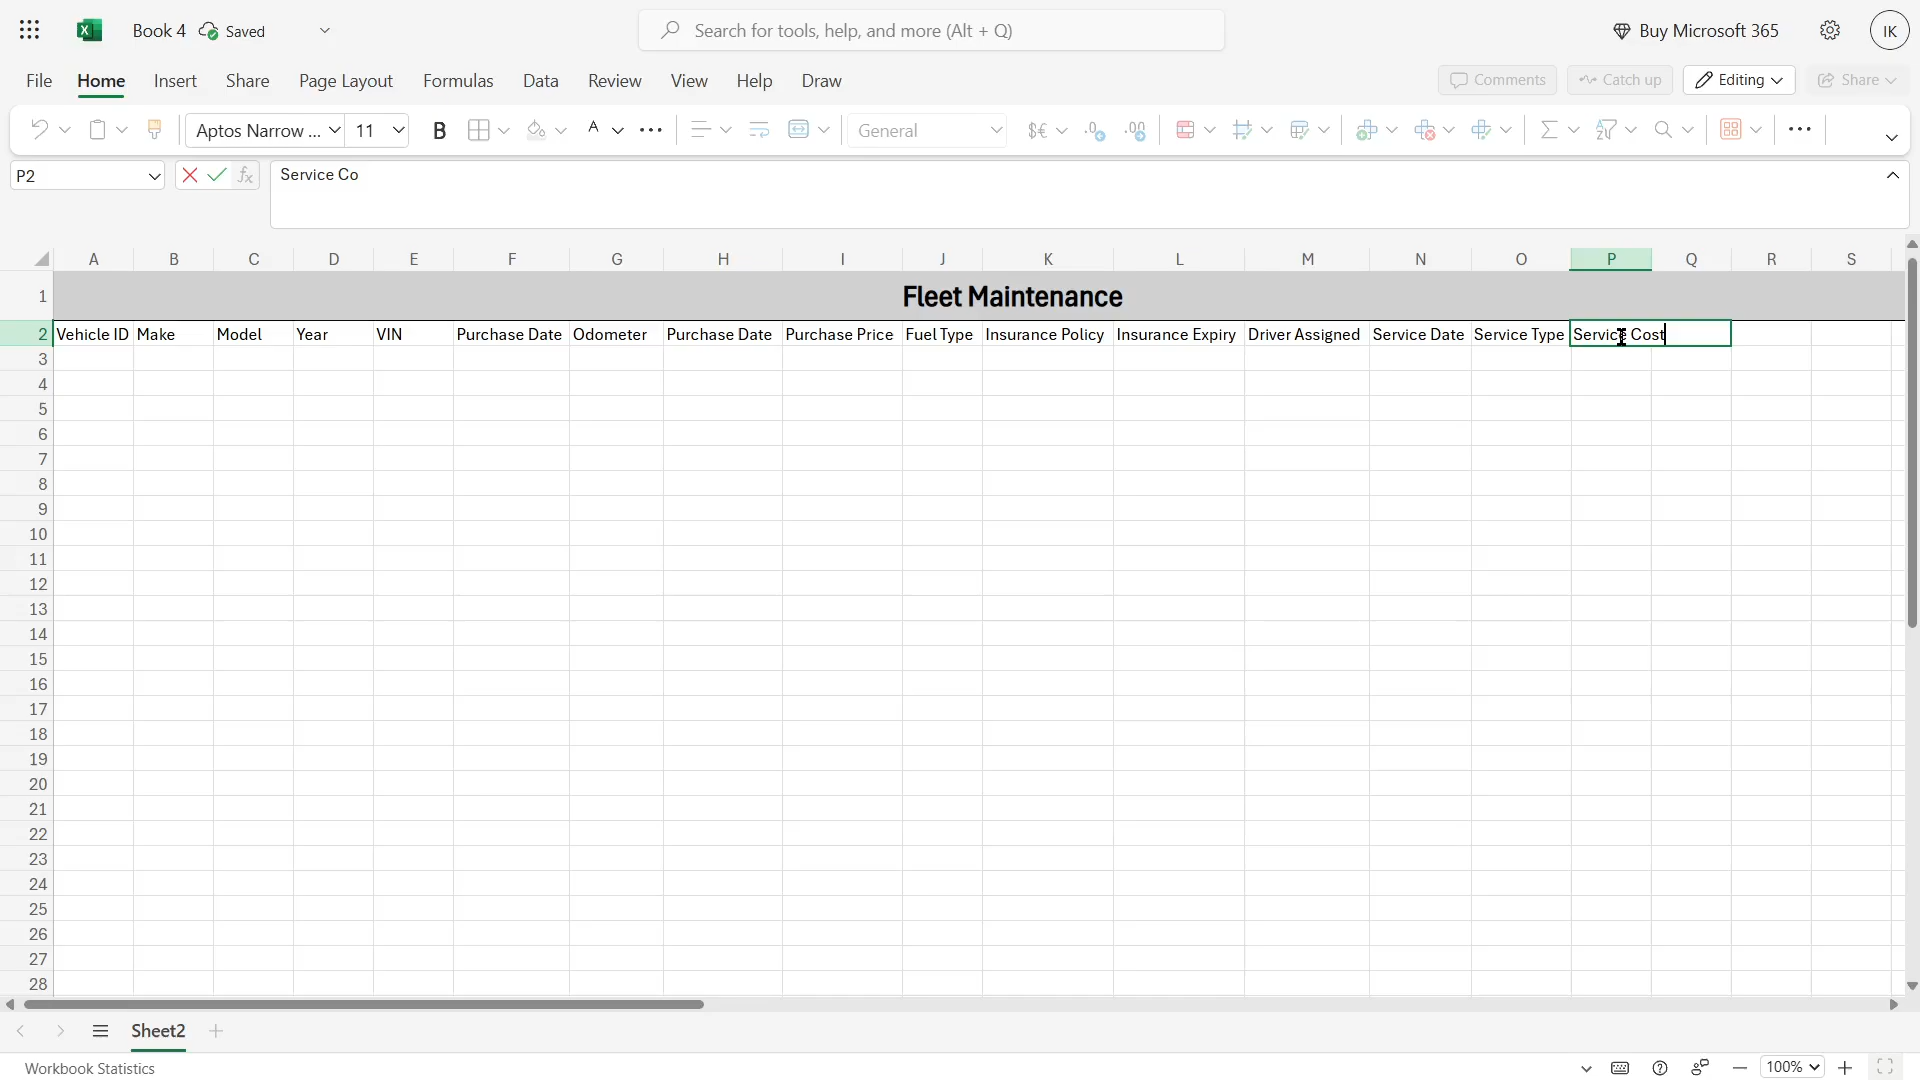 Book 4 Saved
Search for tools, help, and more (Alt + Q)
Buy Microsoft 365
IK
File Home Insert Share Page Layout Formulas Data Review View Help Draw
Comments Catch up Editing Share
Aptos Narrow ... 11 B A General $€ .0 .00
P2 fx Service Co
A B C D E F G H I J K L M N O P Q R S
1 Fleet Maintenance
2 Vehicle ID Make Model Year VIN Purchase Date Odometer Purchase Date Purchase Price Fuel Type Insurance Policy Insurance Expiry Driver Assigned Service Date Service Type Service Cost
3
4
5
6
7
8
9
10
11
12
13
14
15
16
17
18
19
20
21
22
23
24
25
26
27
28
Sheet2
Workbook Statistics
100%